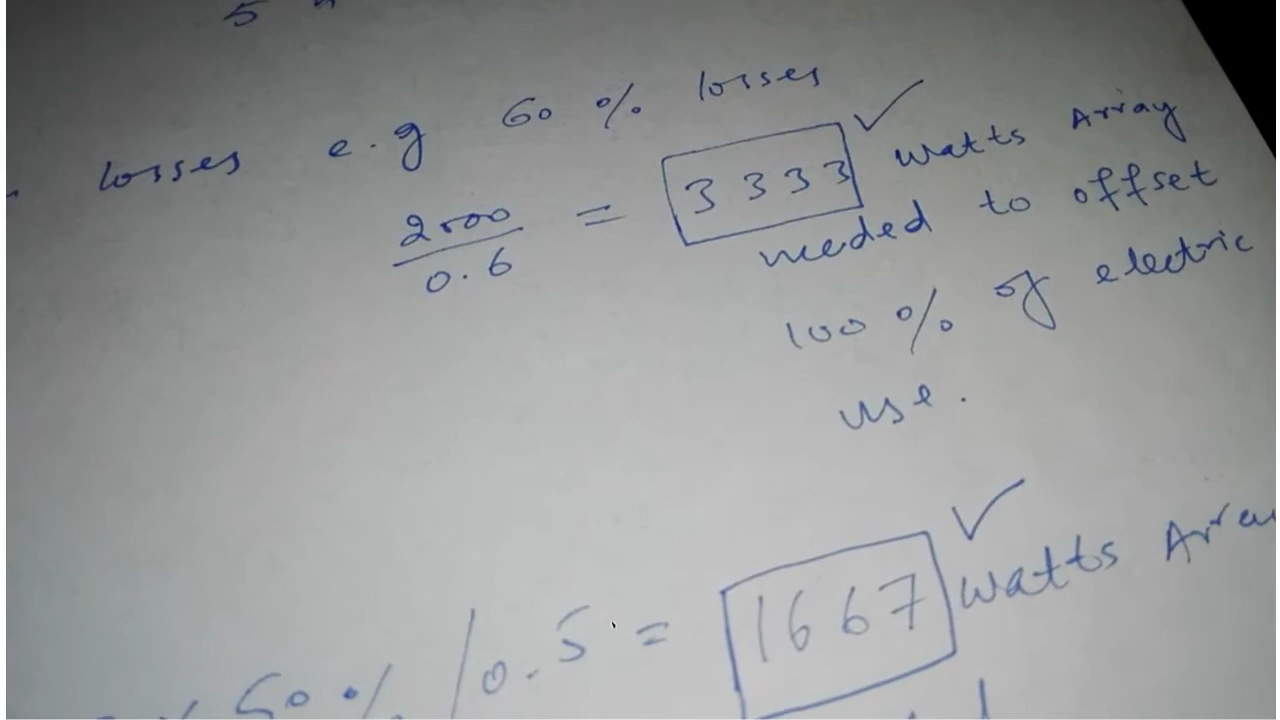 5
losses e.g 60 % losses
2000 / 0.6 = 3333 watts Array
needed to offset
100 % of electric
use.
50 % / 0.5 = 1667 watts